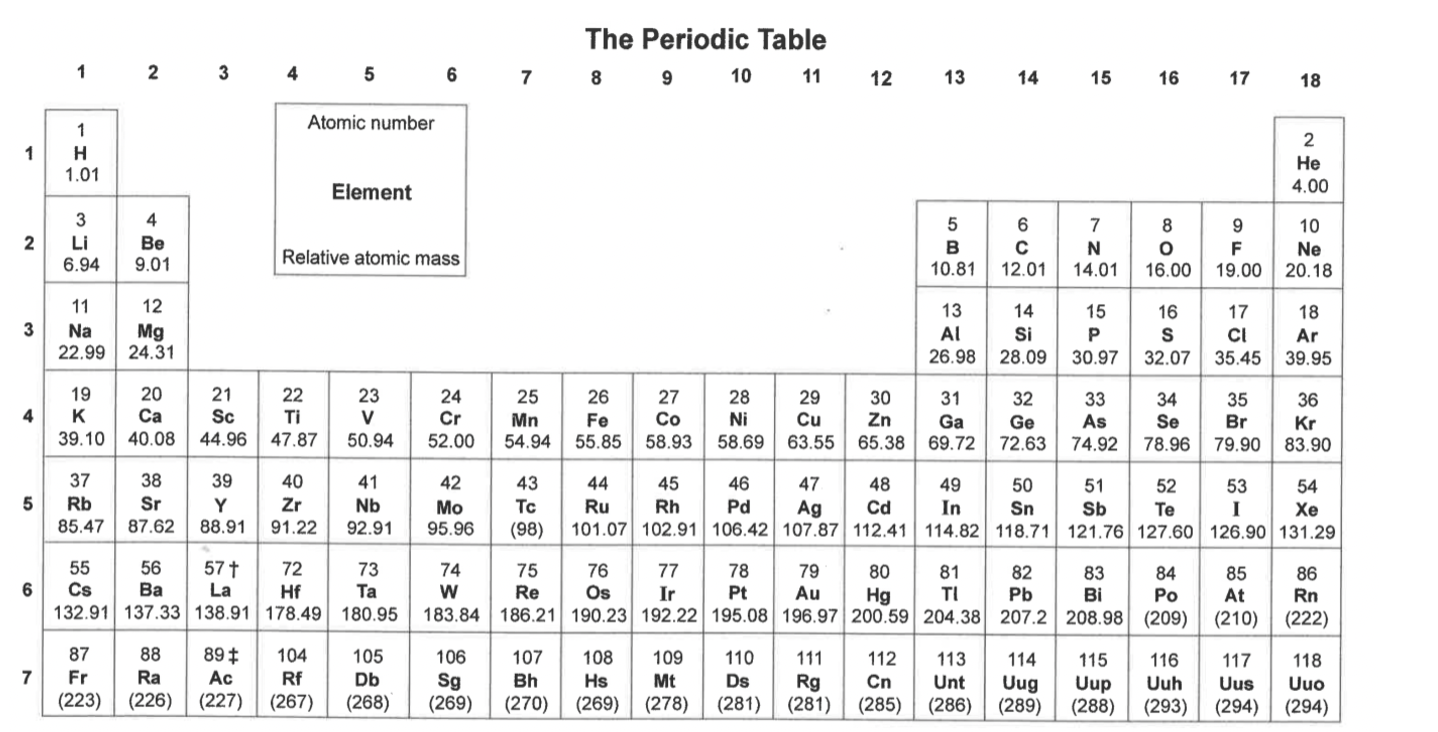 The Periodic Table
1 2 3 4 5 6 7 8 9 10 11 12 13 14 15 16 17 18
Atomic number
Element
Relative atomic mass
1
1 2
H He
1.01 4.00
2
3 4 5 6 7 8 9 10
Li Be B C N O F Ne
6.94 9.01 10.81 12.01 14.01 16.00 19.00 20.18
3
11 12 13 14 15 16 17 18
Na Mg Al Si P S Cl Ar
22.99 24.31 26.98 28.09 30.97 32.07 35.45 39.95
4
19 20 21 22 23 24 25 26 27 28 29 30 31 32 33 34 35 36
K Ca Sc Ti V Cr Mn Fe Co Ni Cu Zn Ga Ge As Se Br Kr
39.10 40.08 44.96 47.87 50.94 52.00 54.94 55.85 58.93 58.69 63.55 65.38 69.72 72.63 74.92 78.96 79.90 83.90
5
37 38 39 40 41 42 43 44 45 46 47 48 49 50 51 52 53 54
Rb Sr Y Zr Nb Mo Tc Ru Rh Pd Ag Cd In Sn Sb Te I Xe
85.47 87.62 88.91 91.22 92.91 95.96 (98) 101.07 102.91 106.42 107.87 112.41 114.82 118.71 121.76 127.60 126.90 131.29
6
55 56 57 † 72 73 74 75 76 77 78 79 80 81 82 83 84 85 86
Cs Ba La Hf Ta W Re Os Ir Pt Au Hg Tl Pb Bi Po At Rn
132.91 137.33 138.91 178.49 180.95 183.84 186.21 190.23 192.22 195.08 196.97 200.59 204.38 207.2 208.98 (209) (210) (222)
7
87 88 89 ‡ 104 105 106 107 108 109 110 111 112 113 114 115 116 117 118
Fr Ra Ac Rf Db Sg Bh Hs Mt Ds Rg Cn Unt Uug Uup Uuh Uus Uuo
(223) (226) (227) (267) (268) (269) (270) (269) (278) (281) (281) (285) (286) (289) (288) (293) (294) (294)